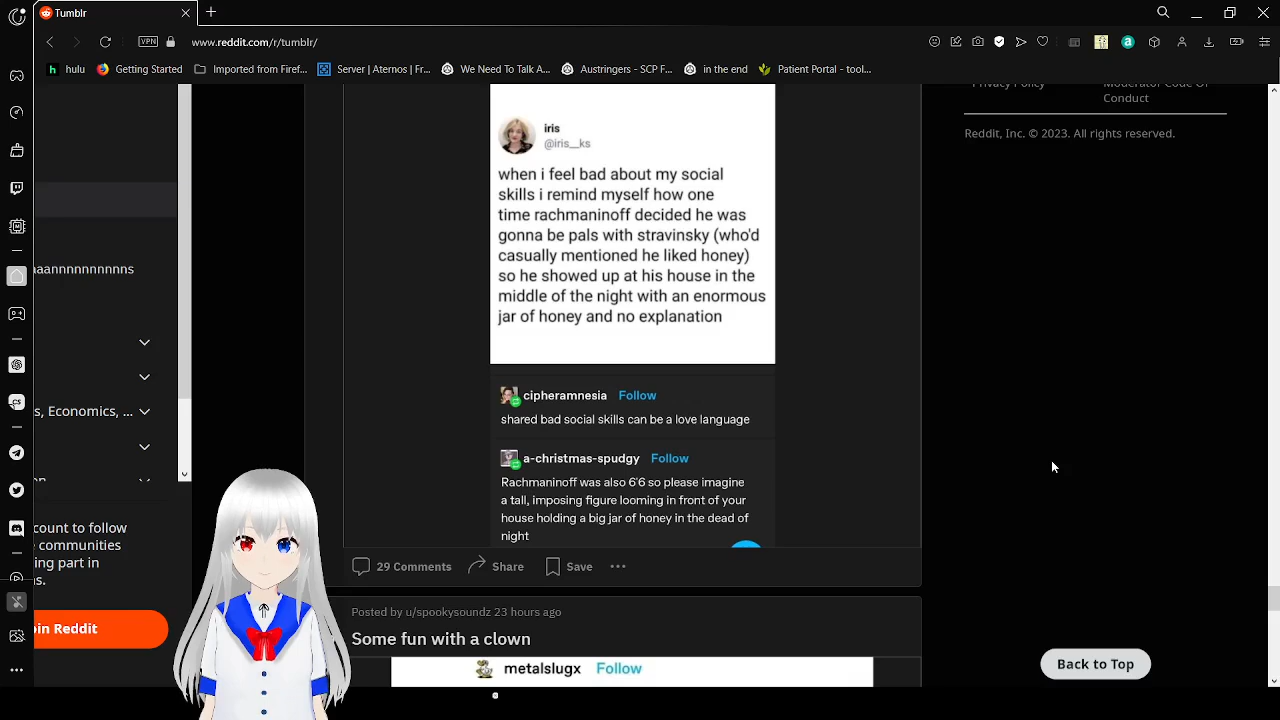 Tumblr
www.reddit.com/r/tumblr/
VPN
hulu
Getting Started
Imported from Firef...
Server | Aternos | Fr...
We Need To Talk A...
Austringers - SCP F...
in the end
Patient Portal - tool...
aaannnnnnnnns
s, Economics, ...
count to follow
communities
ing part in
s.
oin Reddit
iris
@iris__ks
when i feel bad about my social
skills i remind myself how one
time rachmaninoff decided he was
gonna be pals with stravinsky (who'd
casually mentioned he liked honey)
so he showed up at his house in the
middle of the night with an enormous
jar of honey and no explanation
cipheramnesia Follow
shared bad social skills can be a love language
a-christmas-spudgy Follow
Rachmaninoff was also 6'6 so please imagine
a tall, imposing figure looming in front of your
house holding a big jar of honey in the dead of
night
29 Comments
Share
Save
Posted by u/spookysoundz 23 hours ago
Some fun with a clown
metalslugx Follow
Privacy Policy
Moderator Code Of
Conduct
Reddit, Inc. © 2023. All rights reserved.
Back to Top